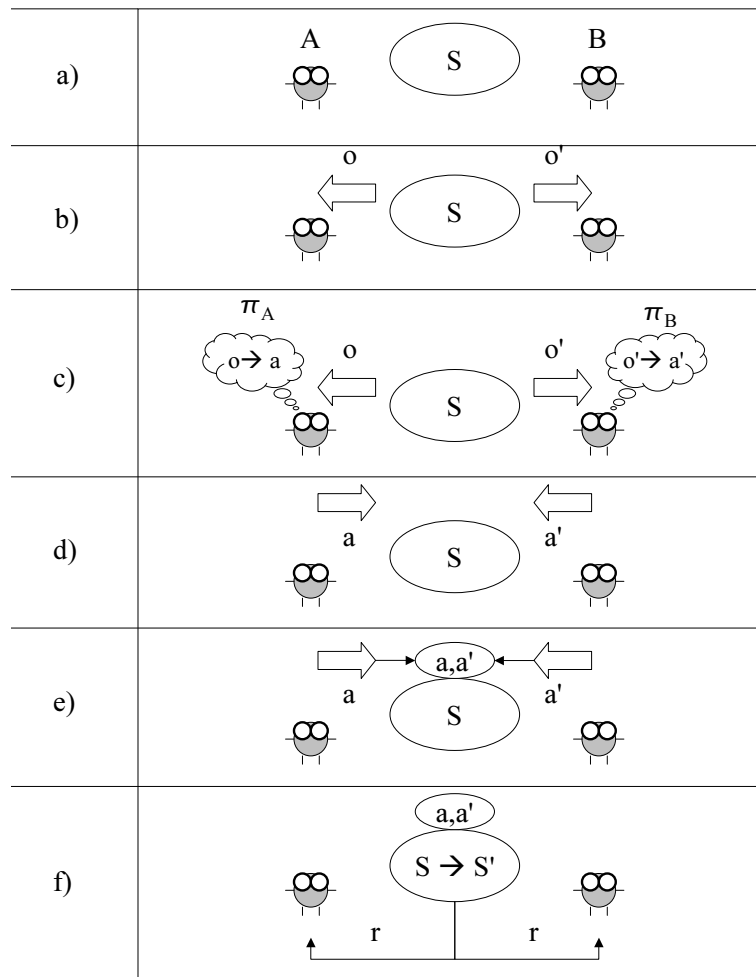 a)
A
S
B
b)
o
o'
S
c)
π_A
π_B
o → a
o
o'
o' → a'
S
d)
a
a'
S
e)
a,a'
a
a'
S
f)
a,a'
S → S'
r
r